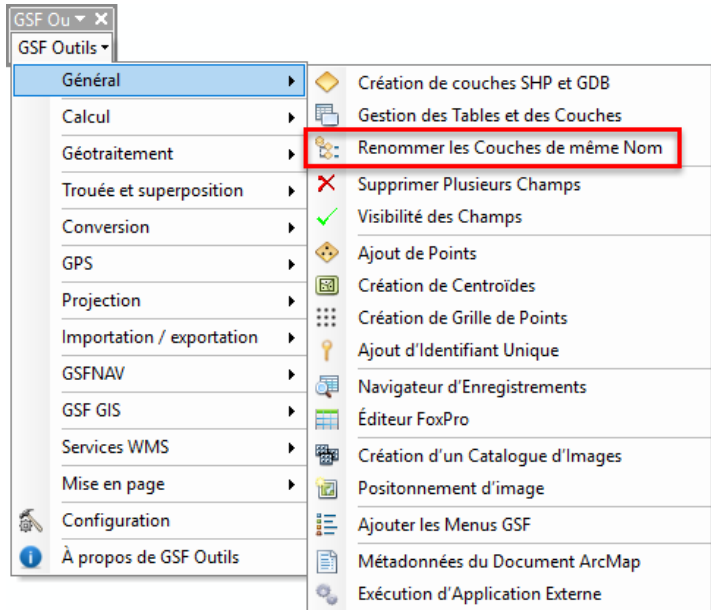 GSF Ou
GSF Outils
Général
Calcul
Géotraitement
Trouée et superposition
Conversion
GPS
Projection
Importation / exportation
GSFNAV
GSF GIS
Services WMS
Mise en page
Configuration
À propos de GSF Outils
Création de couches SHP et GDB
Gestion des Tables et des Couches
Renommer les Couches de même Nom
Supprimer Plusieurs Champs
Visibilité des Champs
Ajout de Points
Création de Centroïdes
Création de Grille de Points
Ajout d'Identifiant Unique
Navigateur d'Enregistrements
Éditeur FoxPro
Création d'un Catalogue d'Images
Positonnement d'image
Ajouter les Menus GSF
Métadonnées du Document ArcMap
Exécution d'Application Externe